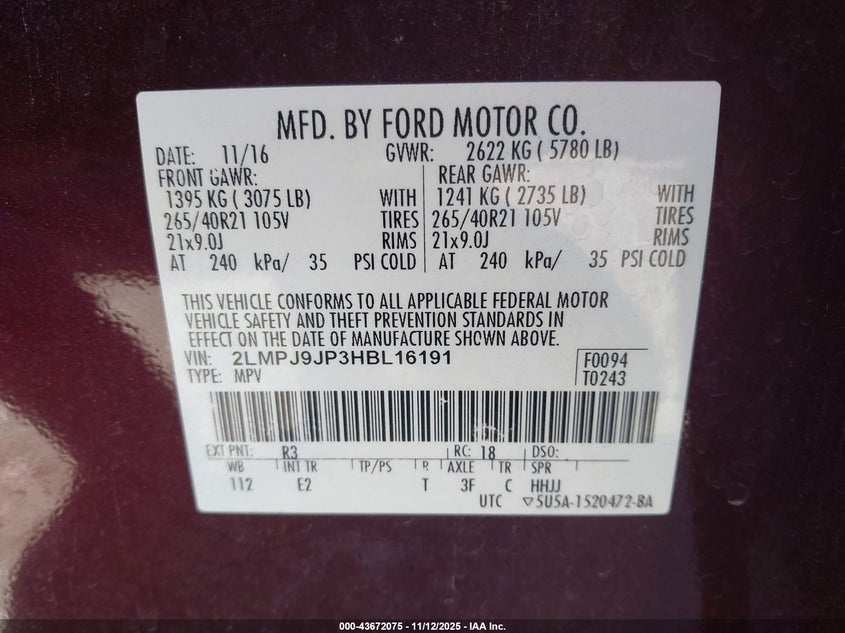 MFD. BY FORD MOTOR CO.
DATE: 11/16 GVWR: 2622 KG ( 5780 LB)
FRONT GAWR: REAR GAWR:
1395 KG ( 3075 LB) WITH 1241 KG ( 2735 LB) WITH
265/40R21 105V TIRES 265/40R21 105V TIRES
21x9.0J RIMS 21x9.0J RIMS
AT 240 kPa/ 35 PSI COLD AT 240 kPa/ 35 PSI COLD
THIS VEHICLE CONFORMS TO ALL APPLICABLE FEDERAL MOTOR
VEHICLE SAFETY AND THEFT PREVENTION STANDARDS IN
EFFECT ON THE DATE OF MANUFACTURE SHOWN ABOVE.
VIN: 2LMPJ9JP3HBL16191 F0094
TYPE: MPV T0243
EXT PNT: R3 RC: 18 DSO:
WB INT TR TP/PS R AXLE TR SPR
112 E2 T 3F C HHJJ
UTC ▽5U5A-1520472-BA
000-43672075 - 11/12/2025 - IAA Inc.